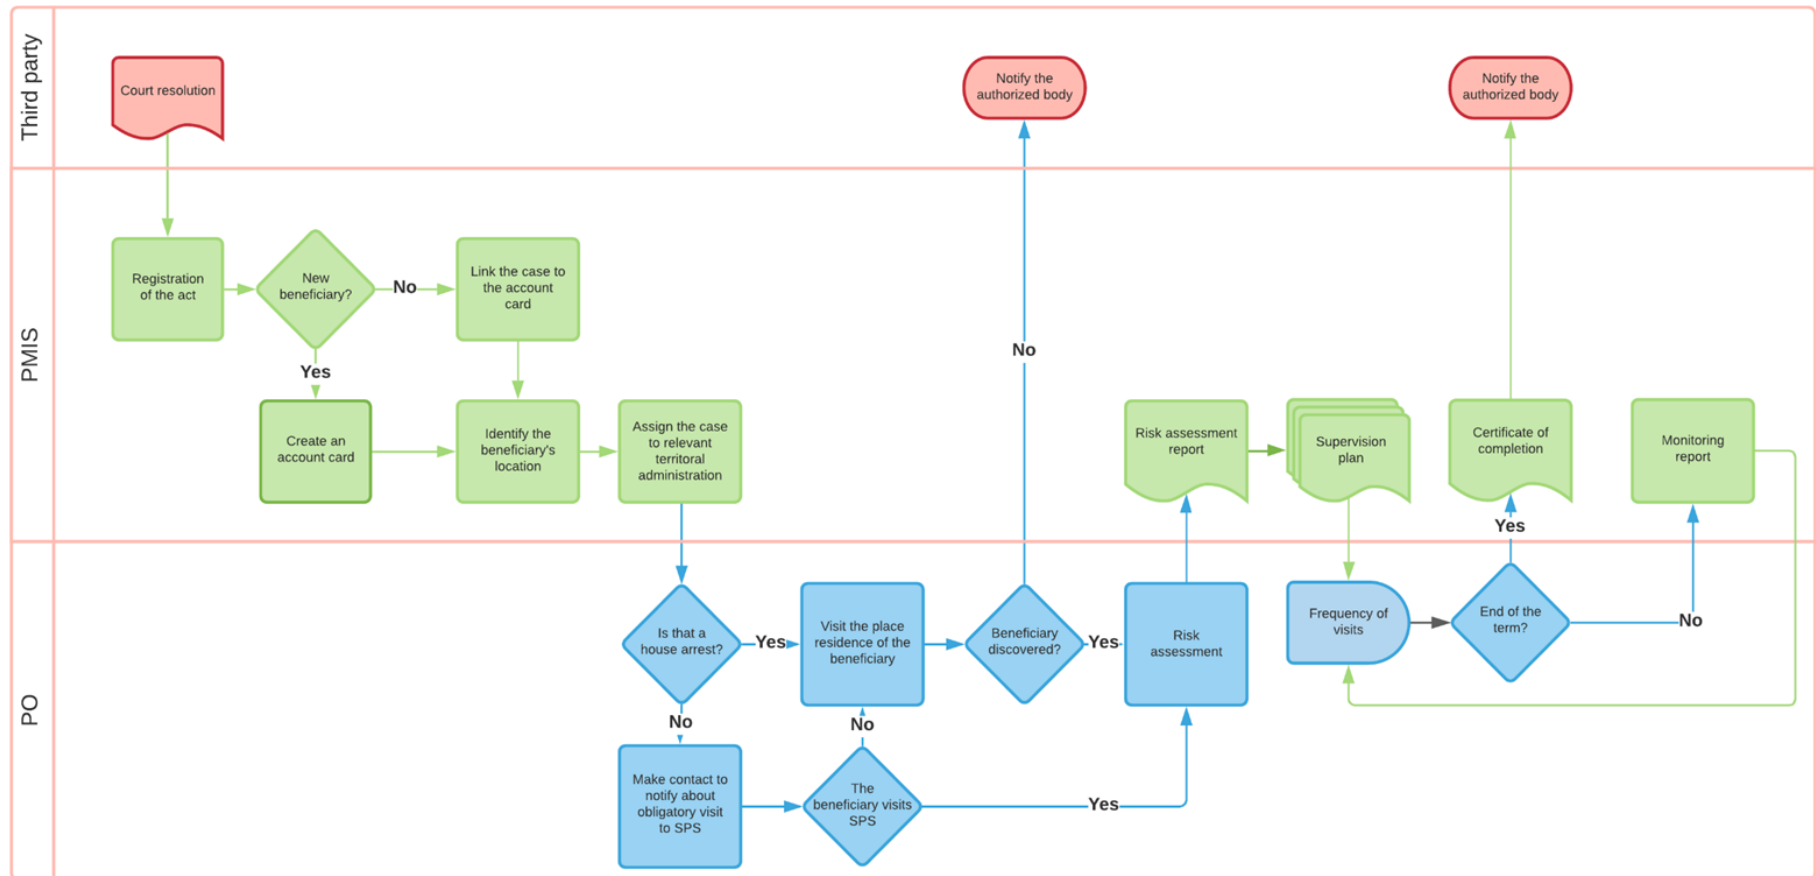 Third party
Court resolution
Notify the
authorized body
Notify the
authorized body
PMIS
Registration
of the act
New
beneficiary?
No
Link the case to
the account
card
Yes
Create an
account card
Identify the
beneficiary's
location
Assign the case
to relevant
territoral
administration
No
Risk assessment
report
Supervision
plan
Certificate of
completion
Monitoring
report
Yes
PO
Is that a
house arrest?
Yes
Visit the place
residence of the
beneficiary
Beneficiary
discovered?
Yes
Risk
assessment
Frequency of
visits
End of the
term?
No
No
No
Make contact to
notify about
obligatory visit
to SPS
The
beneficiary visits
SPS
Yes